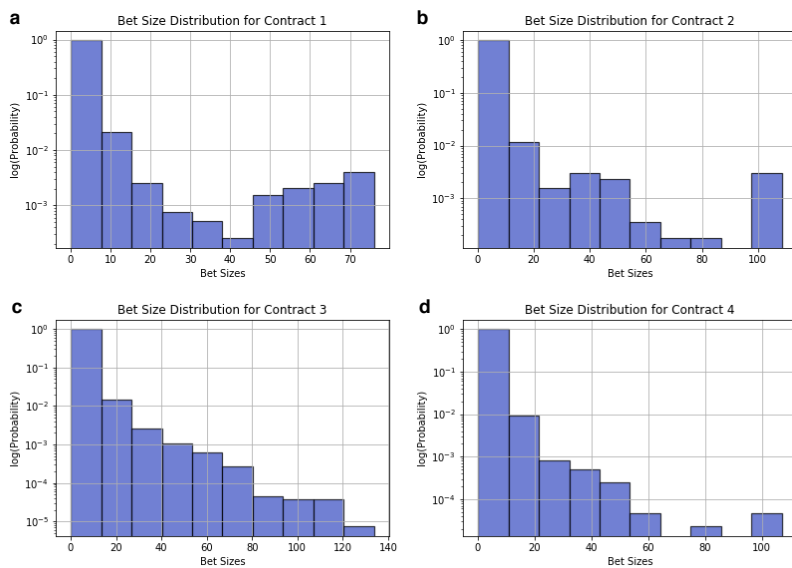 a
Bet Size Distribution for Contract 1
log(Probability)
10⁰
10⁻¹
10⁻²
10⁻³
0 10 20 30 40 50 60 70
Bet Sizes
b
Bet Size Distribution for Contract 2
log(Probability)
10⁰
10⁻¹
10⁻²
10⁻³
0 20 40 60 80 100
Bet Sizes
c
Bet Size Distribution for Contract 3
log(Probability)
10⁰
10⁻¹
10⁻²
10⁻³
10⁻⁴
10⁻⁵
0 20 40 60 80 100 120 140
Bet Sizes
d
Bet Size Distribution for Contract 4
log(Probability)
10⁰
10⁻¹
10⁻²
10⁻³
10⁻⁴
0 20 40 60 80 100
Bet Sizes